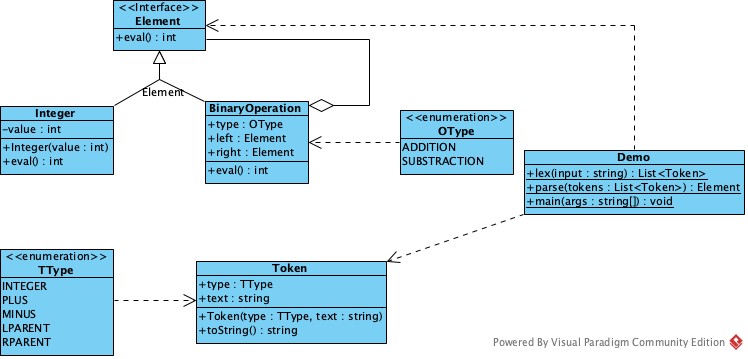 <<Interface>>
Element
+eval() : int
Element
Integer
-value : int
+Integer(value : int)
+eval() : int
BinaryOperation
+type : OType
+left : Element
+right : Element
+eval() : int
<<enumeration>>
OType
ADDITION
SUBSTRACTION
Demo
+lex(input : string) : List<Token>
+parse(tokens : List<Token>) : Element
+main(args : string[]) : void
<<enumeration>>
TType
INTEGER
PLUS
MINUS
LPARENT
RPARENT
Token
+type : TType
+text : string
+Token(type : TType, text : string)
+toString() : string
Powered By Visual Paradigm Community Edition